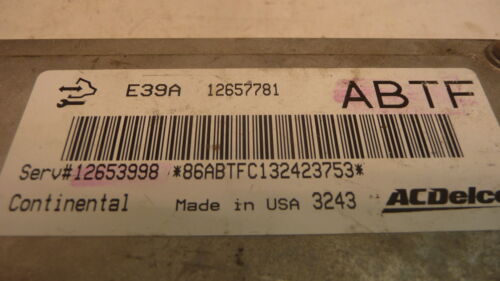 E39A 12657781 ABTF
Serv#12653998 *86ABTFC132423753*
Continental Made in USA 3243 ACDelco